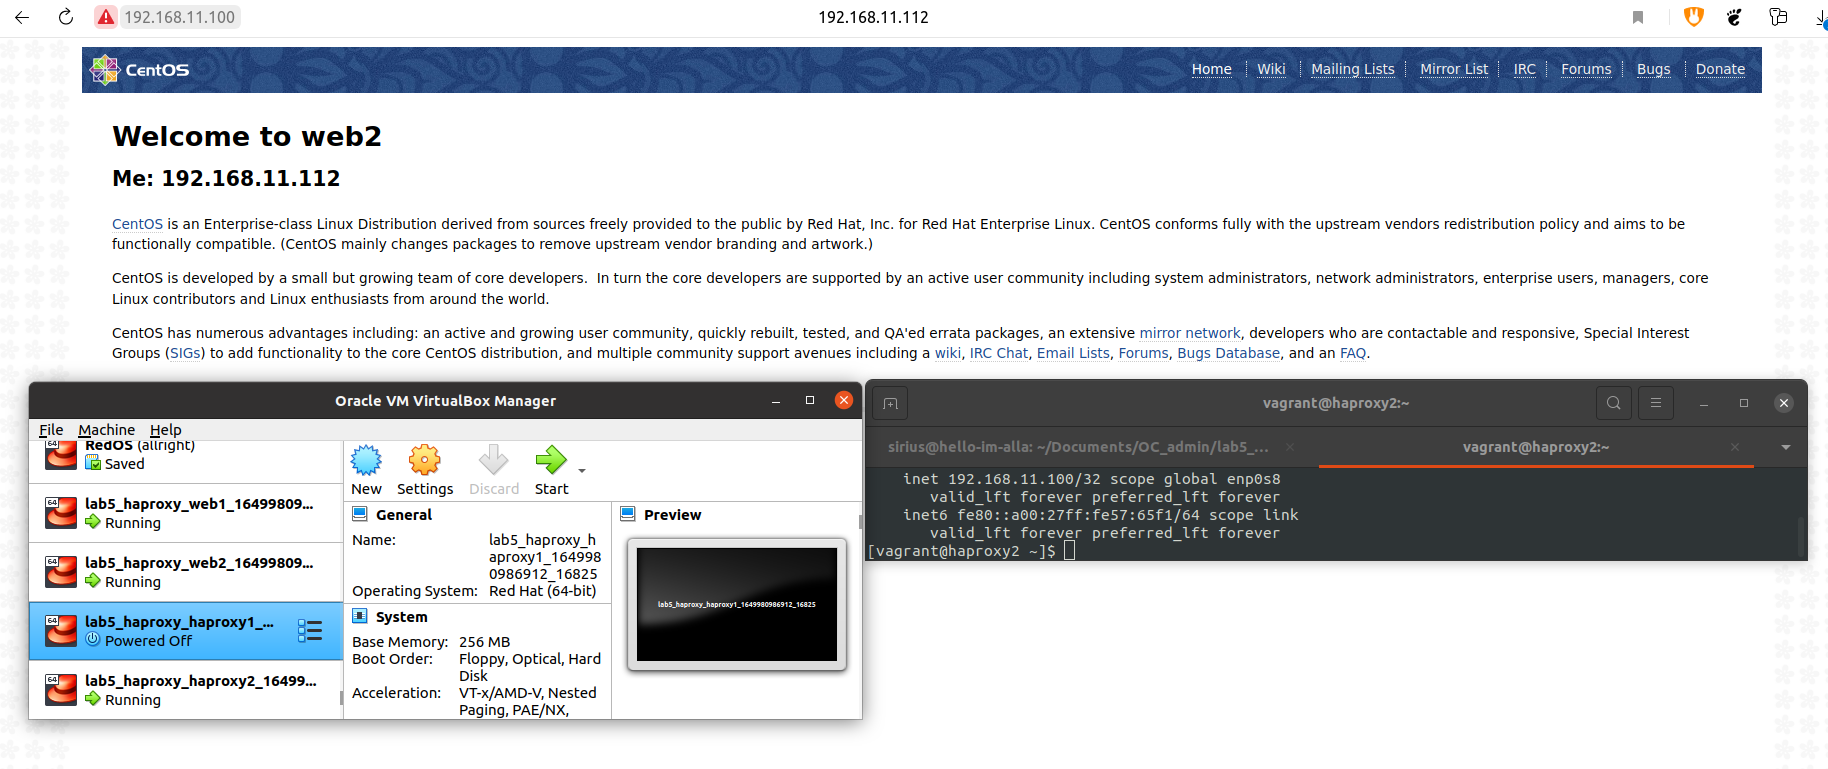 192.168.11.100
192.168.11.112
CentOS
Home
Wiki
Mailing Lists
Mirror List
IRC
Forums
Bugs
Donate
Welcome to web2
Me: 192.168.11.112
CentOS is an Enterprise-class Linux Distribution derived from sources freely provided to the public by Red Hat, Inc. for Red Hat Enterprise Linux. CentOS conforms fully with the upstream vendors redistribution policy and aims to be
functionally compatible. (CentOS mainly changes packages to remove upstream vendor branding and artwork.)
CentOS is developed by a small but growing team of core developers.  In turn the core developers are supported by an active user community including system administrators, network administrators, enterprise users, managers, core
Linux contributors and Linux enthusiasts from around the world.
CentOS has numerous advantages including: an active and growing user community, quickly rebuilt, tested, and QA'ed errata packages, an extensive mirror network, developers who are contactable and responsive, Special Interest
Groups (SIGs) to add functionality to the core CentOS distribution, and multiple community support avenues including a wiki, IRC Chat, Email Lists, Forums, Bugs Database, and an FAQ.
Oracle VM VirtualBox Manager
File Machine Help
64
RedOS (allright)
Saved
64
lab5_haproxy_web1_16499809...
Running
64
lab5_haproxy_web2_16499809...
Running
64
lab5_haproxy_haproxy1_...
Powered Off
64
lab5_haproxy_haproxy2_16499...
Running
New
Settings
Discard
Start
General
Name:
lab5_haproxy_h
aproxy1_164998
0986912_16825
Operating System:
Red Hat (64-bit)
System
Base Memory:
256 MB
Boot Order:
Floppy, Optical, Hard
Disk
Acceleration:
VT-x/AMD-V, Nested
Paging, PAE/NX,
Preview
lab5_haproxy_haproxy1_1649980986912_16825
vagrant@haproxy2:~
sirius@hello-im-alla: ~/Documents/OC_admin/lab5_...
vagrant@haproxy2:~
inet 192.168.11.100/32 scope global enp0s8
valid_lft forever preferred_lft forever
inet6 fe80::a00:27ff:fe57:65f1/64 scope link
valid_lft forever preferred_lft forever
[vagrant@haproxy2 ~]$